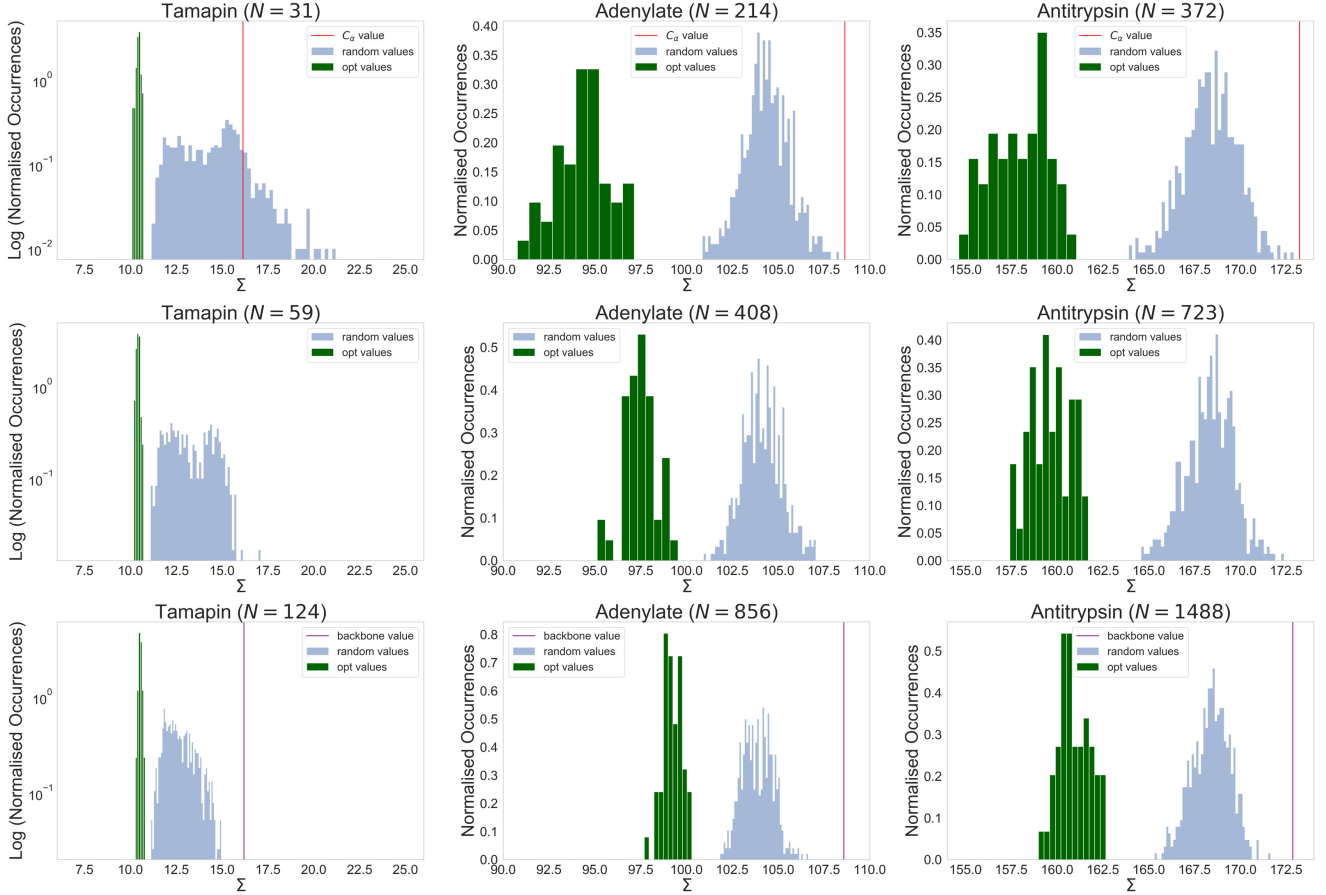 Tamapin (N = 31)
Log (Normalised Occurrences)
10⁰
10⁻¹
10⁻²
Cα value
random values
opt values
7.5 10.0 12.5 15.0 17.5 20.0 22.5 25.0
Σ
Adenylate (N = 214)
Normalised Occurrences
0.40
0.35
0.30
0.25
0.20
0.15
0.10
0.05
0.00
Cα value
random values
opt values
90.0 92.5 95.0 97.5 100.0 102.5 105.0 107.5 110.0
Σ
Antitrypsin (N = 372)
Normalised Occurrences
0.35
0.30
0.25
0.20
0.15
0.10
0.05
0.00
Cα value
random values
opt values
155.0 157.5 160.0 162.5 165.0 167.5 170.0 172.5
Σ
Tamapin (N = 59)
Log (Normalised Occurrences)
10⁰
10⁻¹
random values
opt values
7.5 10.0 12.5 15.0 17.5 20.0 22.5 25.0
Σ
Adenylate (N = 408)
Normalised Occurrences
0.5
0.4
0.3
0.2
0.1
0.0
random values
opt values
90.0 92.5 95.0 97.5 100.0 102.5 105.0 107.5 110.0
Σ
Antitrypsin (N = 723)
Normalised Occurrences
0.40
0.35
0.30
0.25
0.20
0.15
0.10
0.05
0.00
random values
opt values
155.0 157.5 160.0 162.5 165.0 167.5 170.0 172.5
Σ
Tamapin (N = 124)
Log (Normalised Occurrences)
10⁰
10⁻¹
backbone value
random values
opt values
7.5 10.0 12.5 15.0 17.5 20.0 22.5 25.0
Σ
Adenylate (N = 856)
Normalised Occurrences
0.8
0.7
0.6
0.5
0.4
0.3
0.2
0.1
0.0
backbone value
random values
opt values
90.0 92.5 95.0 97.5 100.0 102.5 105.0 107.5 110.0
Σ
Antitrypsin (N = 1488)
Normalised Occurrences
0.5
0.4
0.3
0.2
0.1
0.0
backbone value
random values
opt values
155.0 157.5 160.0 162.5 165.0 167.5 170.0 172.5
Σ